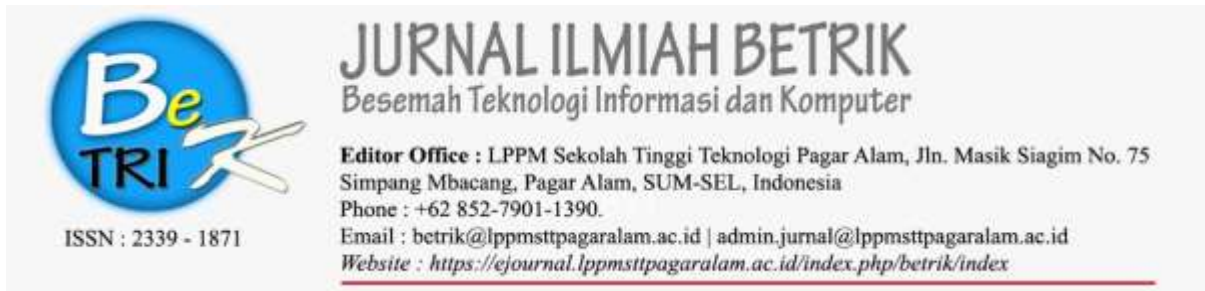 Be
TRI K
ISSN : 2339 - 1871
JURNAL ILMIAH BETRIK
Besemah Teknologi Informasi dan Komputer
Editor Office : LPPM Sekolah Tinggi Teknologi Pagar Alam, Jln. Masik Siagim No. 75
Simpang Mbacang, Pagar Alam, SUM-SEL, Indonesia
Phone : +62 852-7901-1390.
Email : betrik@lppmsttpagaralam.ac.id | admin.jurnal@lppmsttpagaralam.ac.id
Website : https://ejournal.lppmsttpagaralam.ac.id/index.php/betrik/index